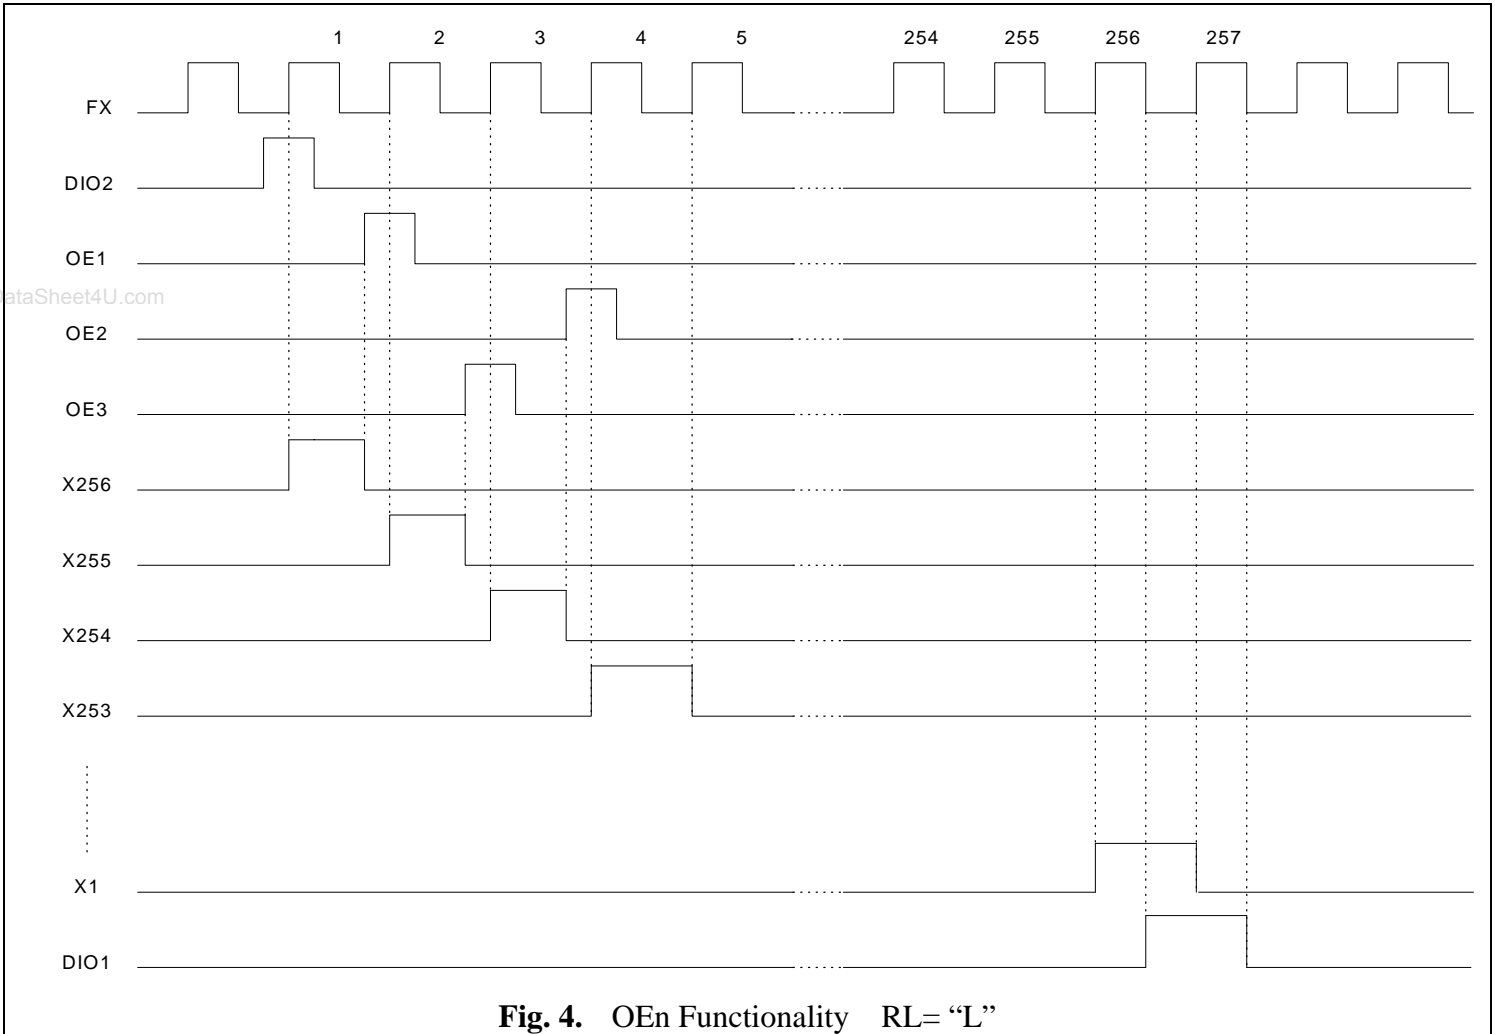 1 2 3 4 5 254 255 256 257
FX
DIO2
OE1
ataSheet4U.com
OE2
OE3
X256
X255
X254
X253
X1
DIO1
Fig. 4. OEn Functionality RL= “L”